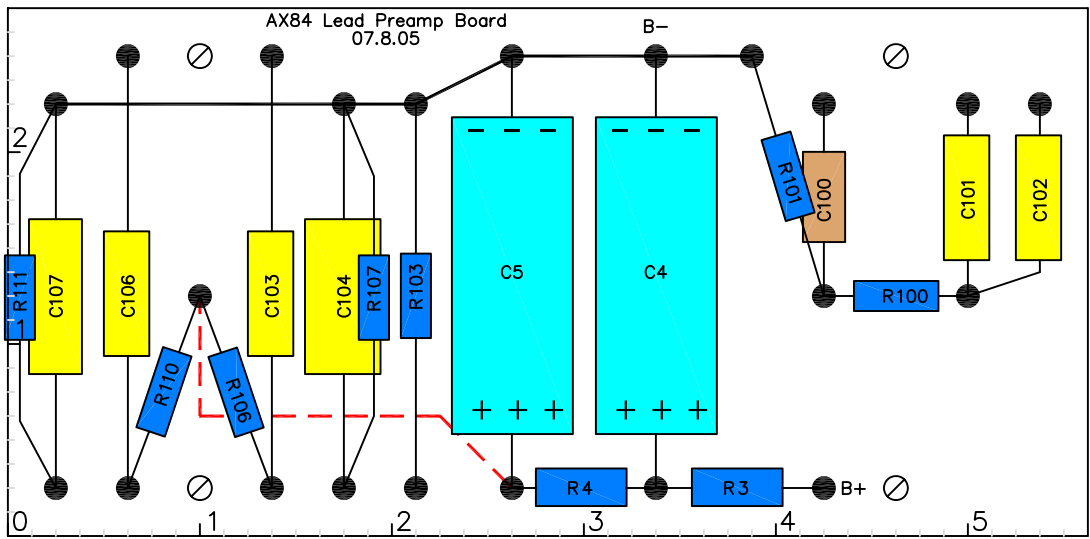 AX84 Lead Preamp Board
07.8.05
B-
2
R101
C100
C101
C102
R111
C107
C106
C103
C104
R107
R103
C5
C4
R100
1
R110
R106
R4
R3
B+
0
1
2
3
4
5